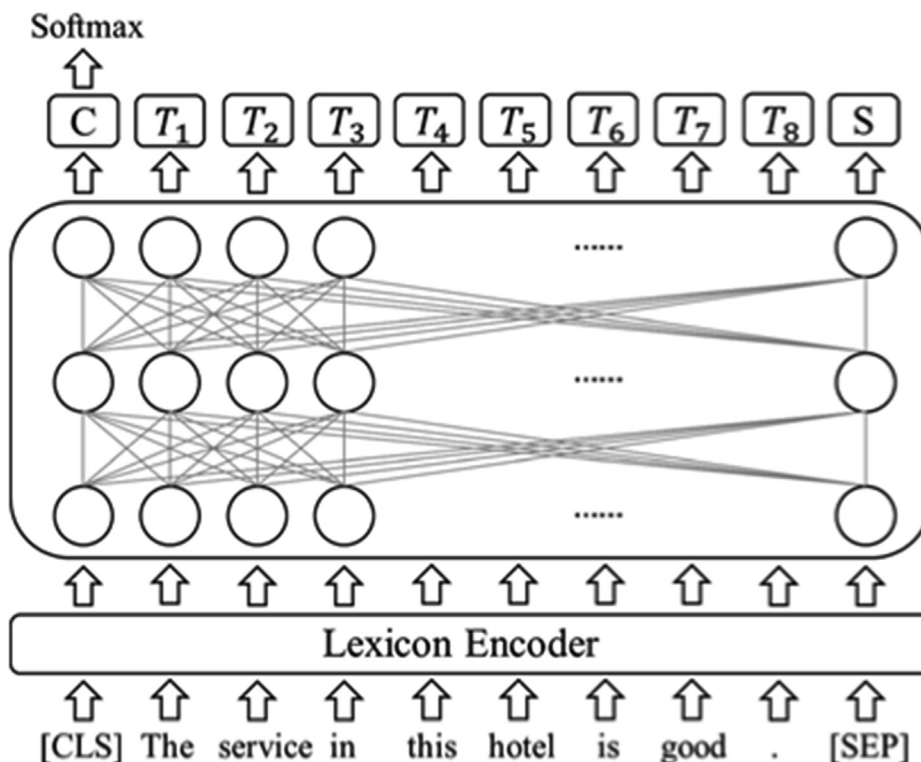 Softmax
C T₁ T₂ T₃ T₄ T₅ T₆ T₇ T₈ S
......
......
......
Lexicon Encoder
[CLS] The service in this hotel is good . [SEP]